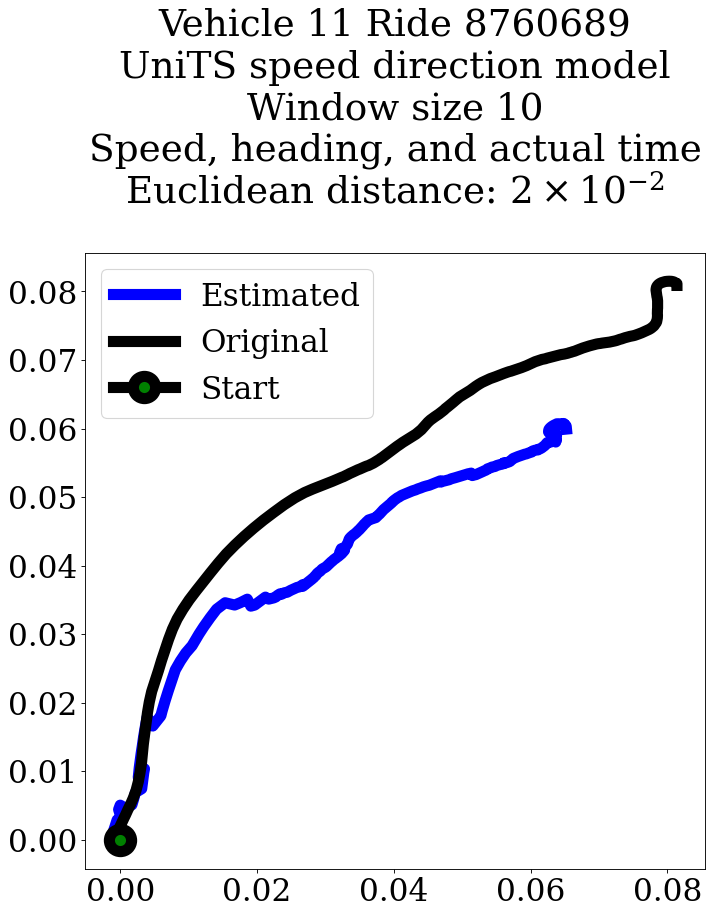 Vehicle 11 Ride 8760689
UniTS speed direction model
Window size 10
Speed, heading, and actual time
Euclidean distance: 2 × 10⁻²
Estimated
Original
Start
0.08
0.07
0.06
0.05
0.04
0.03
0.02
0.01
0.00
0.00 0.02 0.04 0.06 0.08